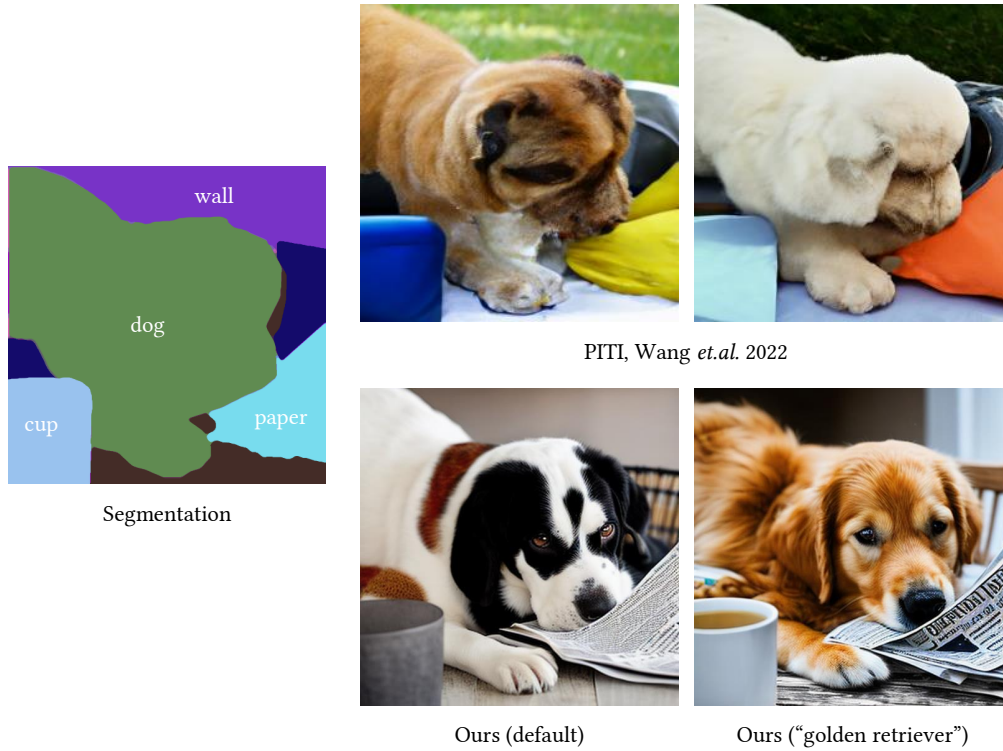 wall
dog
cup
paper
Segmentation
PITI, Wang et.al. 2022
Ours (default)
Ours (“golden retriever”)